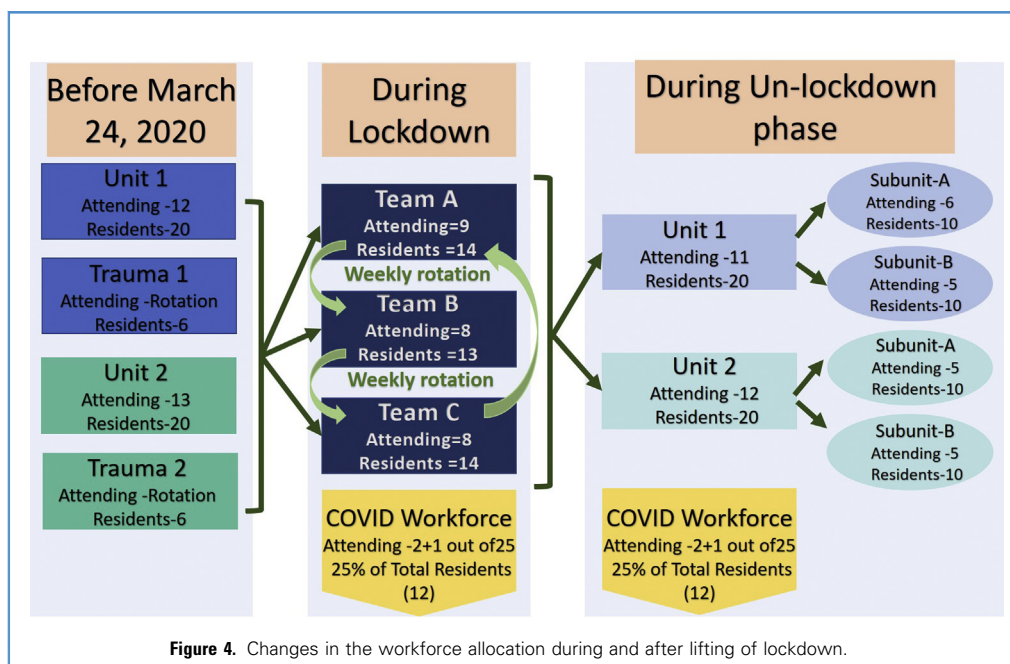 Before March
24, 2020
Unit 1
Attending -12
Residents-20
Trauma 1
Attending -Rotation
Residents-6
Unit 2
Attending -13
Residents-20
Trauma 2
Attending -Rotation
Residents-6
During
Lockdown
Team A
Attending=9
Residents =14
Weekly rotation
Team B
Attending=8
Residents =13
Weekly rotation
Team C
Attending=8
Residents =14
COVID Workforce
Attending -2+1 out of25
25% of Total Residents
(12)
During Un-lockdown
phase
Unit 1
Attending -11
Residents-20
Subunit-A
Attending -6
Residents-10
Subunit-B
Attending -5
Residents-10
Unit 2
Attending -12
Residents-20
Subunit-A
Attending -5
Residents-10
Subunit-B
Attending -5
Residents-10
COVID Workforce
Attending -2+1 out of25
25% of Total Residents
(12)
Figure 4. Changes in the workforce allocation during and after lifting of lockdown.